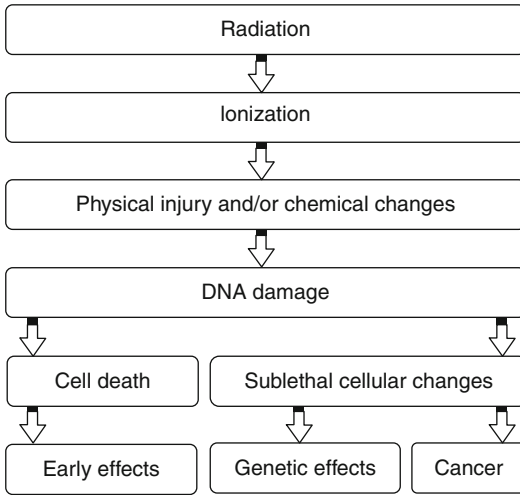 Radiation
Ionization
Physical injury and/or chemical changes
DNA damage
Cell death
Sublethal cellular changes
Early effects
Genetic effects
Cancer